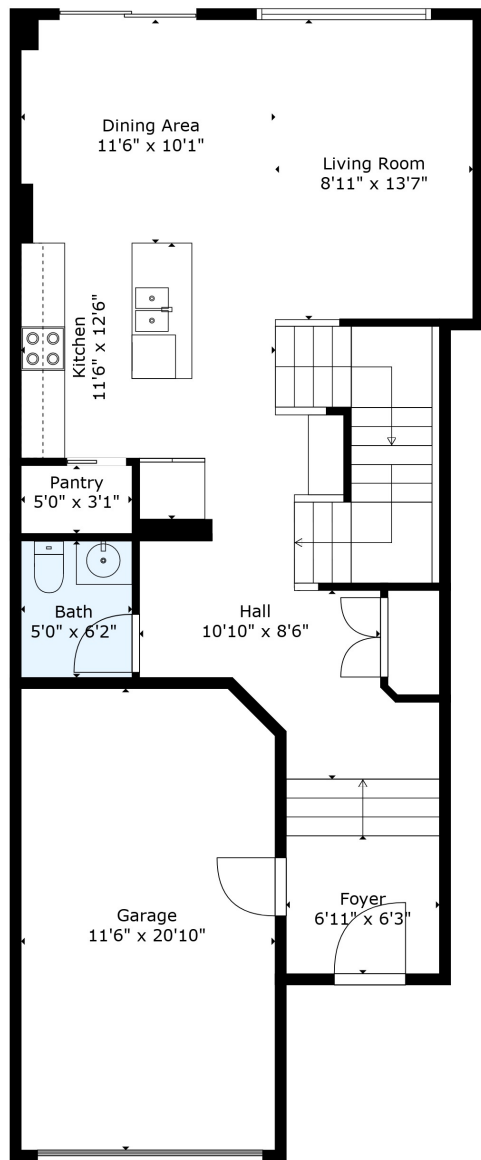 Dining Area
11'6" x 10'1"
Living Room
8'11" x 13'7"
Kitchen
11'6" x 12'6"
Pantry
5'0" x 3'1"
Bath
5'0" x 6'2"
Hall
10'10" x 8'6"
Garage
11'6" x 20'10"
Foyer
6'11" x 6'3"